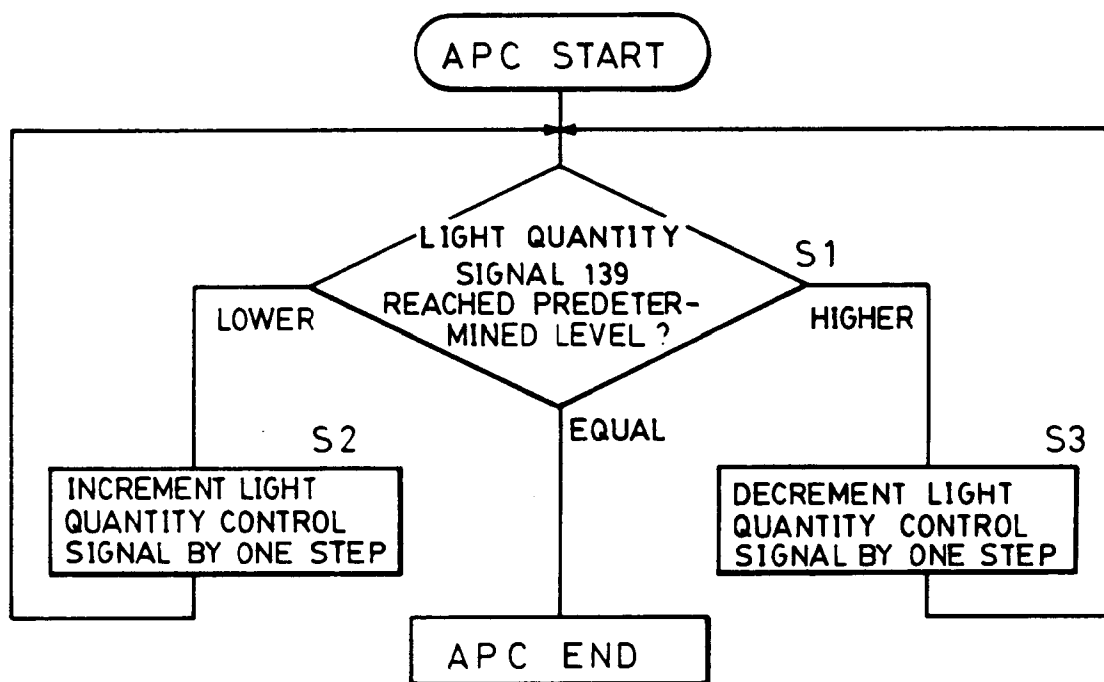 APC START
LIGHT QUANTITY
SIGNAL 139
REACHED PREDETER-
MINED LEVEL ?
S1
LOWER
HIGHER
EQUAL
S2
INCREMENT LIGHT
QUANTITY CONTROL
SIGNAL BY ONE STEP
S3
DECREMENT LIGHT
QUANTITY CONTROL
SIGNAL BY ONE STEP
APC END